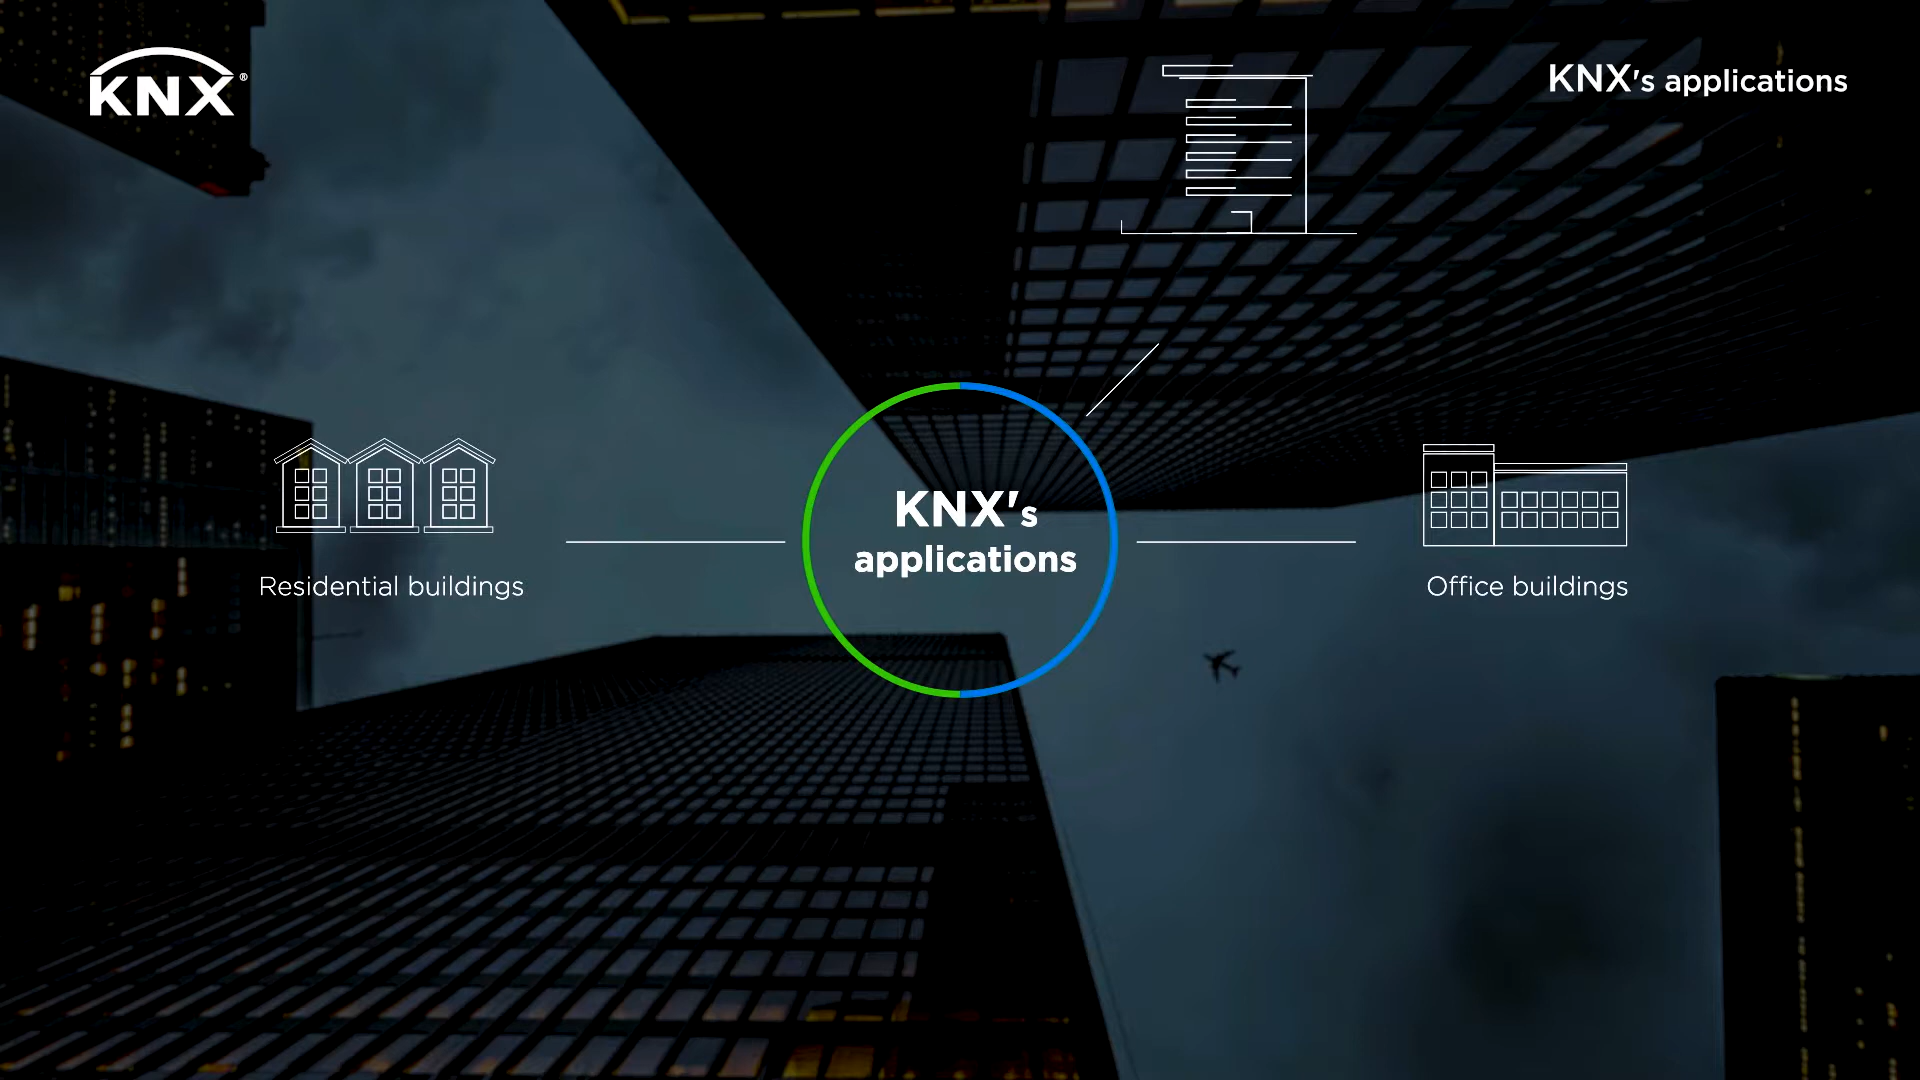 KNX®
KNX's applications
KNX's
applications
Residential buildings
Office buildings